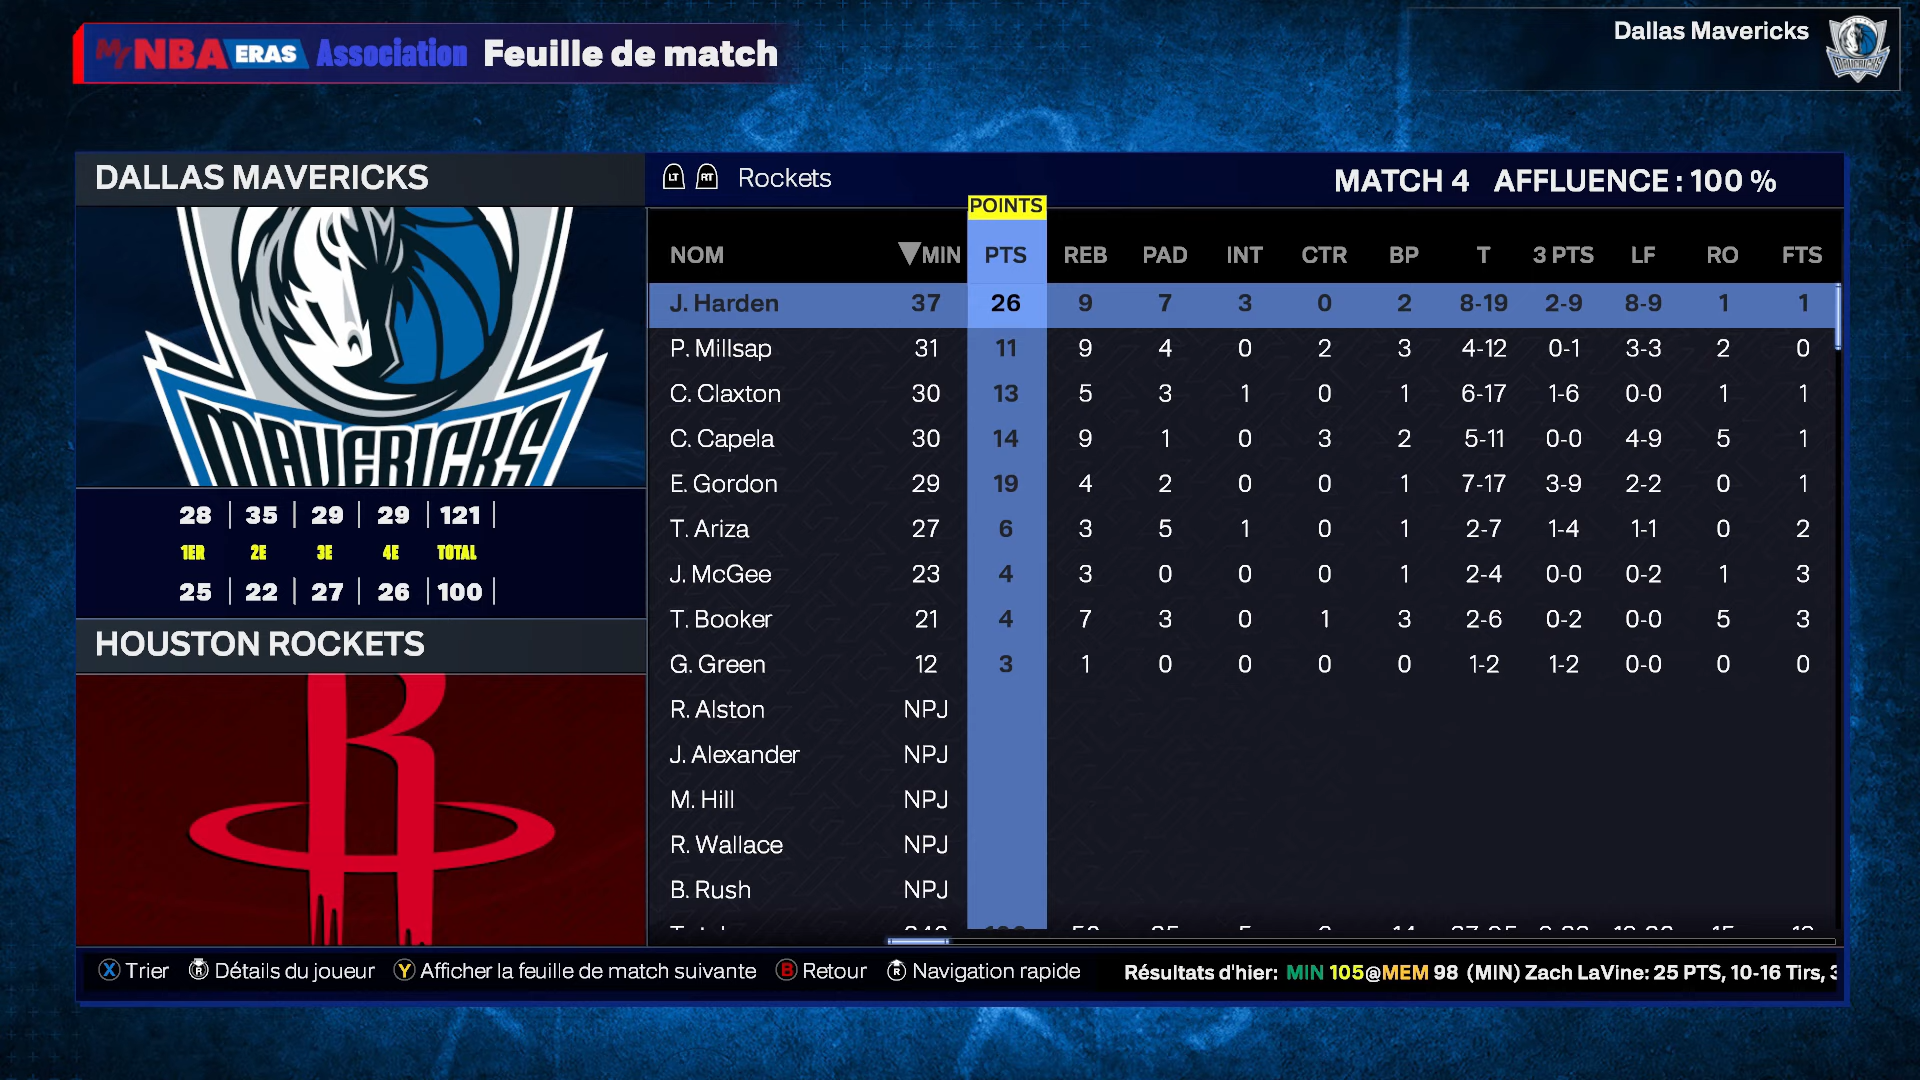 MyNBA ERAS Association Feuille de match
Dallas Mavericks
MAVERICKS
DALLAS MAVERICKS
MAVERICKS
28 35 29 29 121
1ER 2E 3E 4E TOTAL
25 22 27 26 100
HOUSTON ROCKETS
R
LT RT Rockets
MATCH 4 AFFLUENCE : 100 %
POINTS
NOM MIN PTS REB PAD INT CTR BP T 3 PTS LF RO FTS
J. Harden 37 26 9 7 3 0 2 8-19 2-9 8-9 1 1
P. Millsap 31 11 9 4 0 2 3 4-12 0-1 3-3 2 0
C. Claxton 30 13 5 3 1 0 1 6-17 1-6 0-0 1 1
C. Capela 30 14 9 1 0 3 2 5-11 0-0 4-9 5 1
E. Gordon 29 19 4 2 0 0 1 7-17 3-9 2-2 0 1
T. Ariza 27 6 3 5 1 0 1 2-7 1-4 1-1 0 2
J. McGee 23 4 3 0 0 0 1 2-4 0-0 0-2 1 3
T. Booker 21 4 7 3 0 1 3 2-6 0-2 0-0 5 3
G. Green 12 3 1 0 0 0 0 1-2 1-2 0-0 0 0
R. Alston NPJ
J. Alexander NPJ
M. Hill NPJ
R. Wallace NPJ
B. Rush NPJ
X Trier R Détails du joueur Y Afficher la feuille de match suivante B Retour R Navigation rapide
Résultats d'hier: MIN 105@MEM 98 (MIN) Zach LaVine: 25 PTS, 10-16 Tirs,